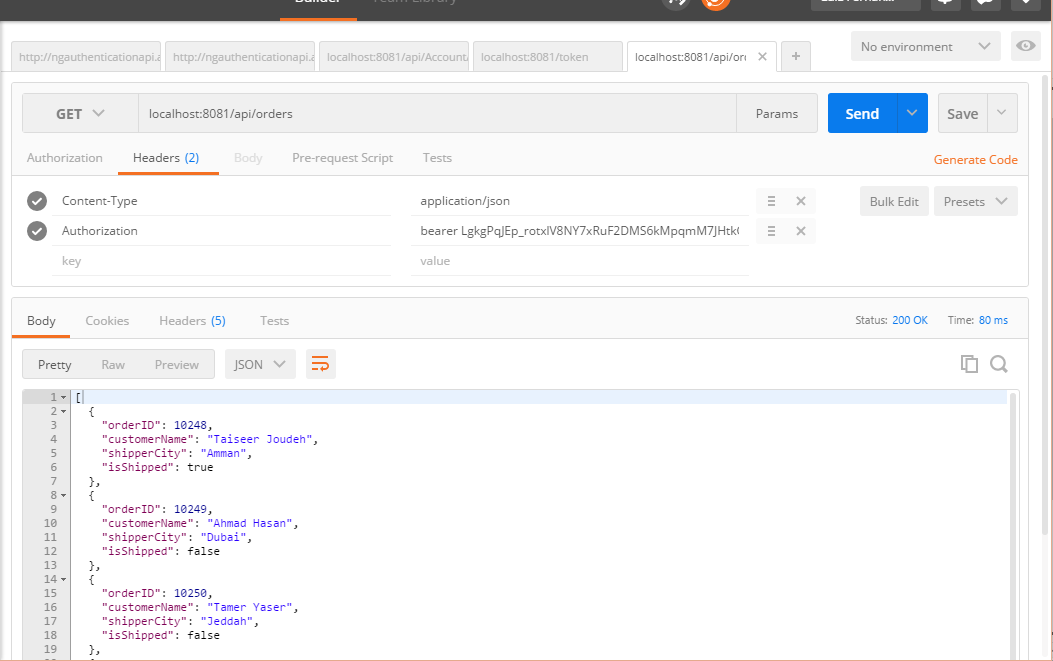 Builder Team Library
http://ngauthenticationapi.a http://ngauthenticationapi.a localhost:8081/api/Account/ localhost:8081/token localhost:8081/api/ord × + No environment
GET localhost:8081/api/orders Params Send Save
Authorization Headers (2) Body Pre-request Script Tests Generate Code
Content-Type application/json Bulk Edit Presets
Authorization bearer LgkgPqJEp_rotxlV8NY7xRuF2DMS6kMpqmM7JHtk
key value
Body Cookies Headers (5) Tests Status: 200 OK Time: 80 ms
Pretty Raw Preview JSON
1 [
2 {
3 "orderID": 10248,
4 "customerName": "Taiseer Joudeh",
5 "shipperCity": "Amman",
6 "isShipped": true
7 },
8 {
9 "orderID": 10249,
10 "customerName": "Ahmad Hasan",
11 "shipperCity": "Dubai",
12 "isShipped": false
13 },
14 {
15 "orderID": 10250,
16 "customerName": "Tamer Yaser",
17 "shipperCity": "Jeddah",
18 "isShipped": false
19 },